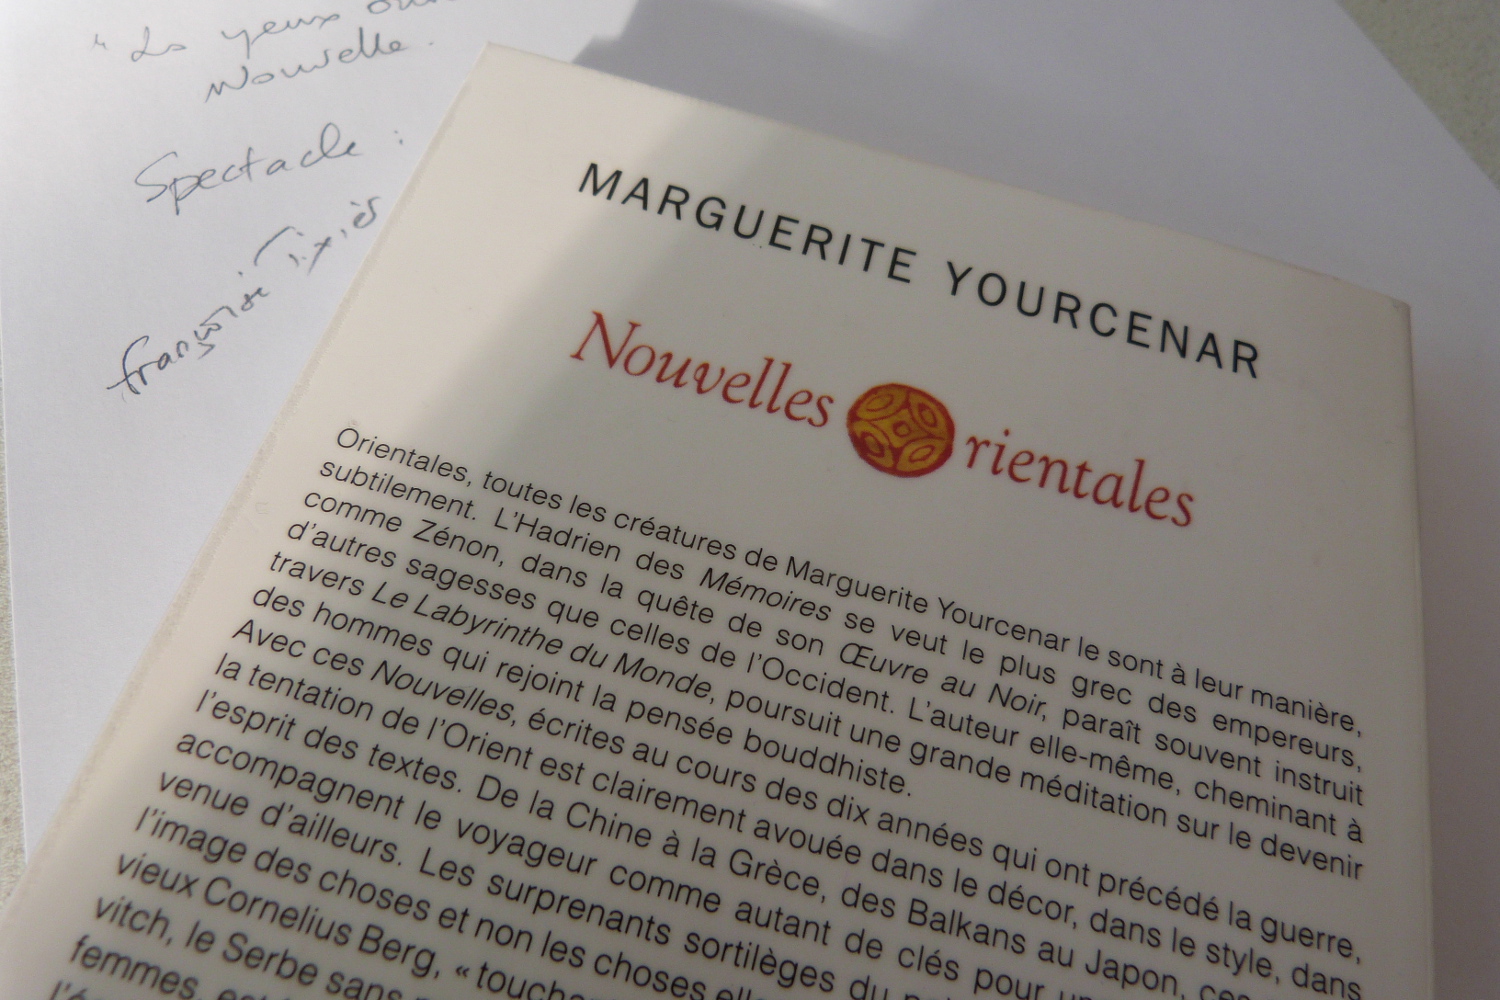 yeux
Nouvelle.
Spectacle :
françoise
MARGUERITE YOURCENAR
Nouvelles Orientales
Orientales, toutes les créatures de Marguerite Yourcenar le sont à leur manière,
subtilement. L'Hadrien des Mémoires se veut le plus grec des empereurs,
comme Zénon, dans la quête de son Œuvre au Noir, paraît souvent instruit
d'autres sagesses que celles de l'Occident. L'auteur elle-même, cheminant à
travers Le Labyrinthe du Monde, poursuit une grande méditation sur le devenir
des hommes qui rejoint la pensée bouddhiste.
Avec ces Nouvelles, écrites au cours des dix années qui ont précédé la guerre,
la tentation de l'Orient est clairement avouée dans le décor, dans le style, dans
l'esprit des textes. De la Chine à la Grèce, des Balkans au Japon, ces
accompagnent le voyageur comme autant de clés pour
venue d'ailleurs. Les surprenants sortilèges du
l'image des choses et non les choses
vieux Cornelius Berg, «
vitch, le Serbe sans
femmes,